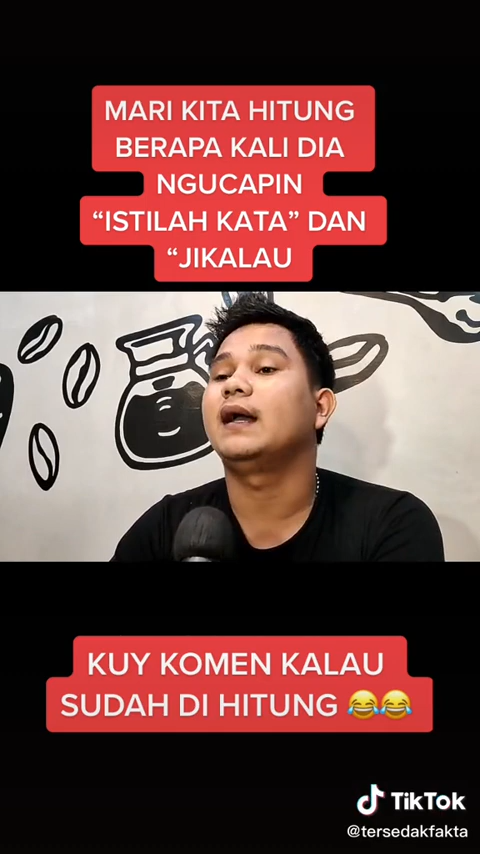 MARI KITA HITUNG
BERAPA KALI DIA
NGUCAPIN
“ISTILAH KATA” DAN
“JIKALAU
KUY KOMEN KALAU
SUDAH DI HITUNG 😂😂
TikTok
@tersedakfakta